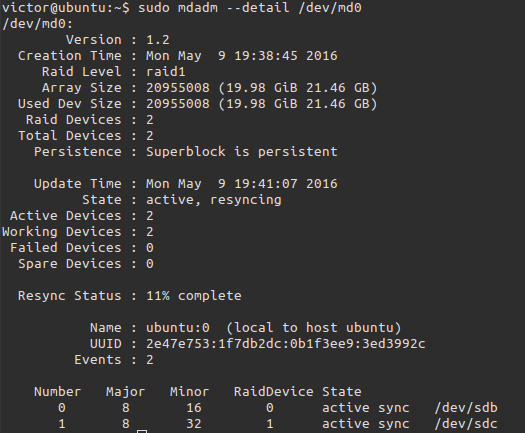 victor@ubuntu:~$ sudo mdadm --detail /dev/md0
/dev/md0:
Version : 1.2
Creation Time : Mon May  9 19:38:45 2016
Raid Level : raid1
Array Size : 20955008 (19.98 GiB 21.46 GB)
Used Dev Size : 20955008 (19.98 GiB 21.46 GB)
Raid Devices : 2
Total Devices : 2
Persistence : Superblock is persistent
Update Time : Mon May  9 19:41:07 2016
State : active, resyncing
Active Devices : 2
Working Devices : 2
Failed Devices : 0
Spare Devices : 0
Resync Status : 11% complete
Name : ubuntu:0  (local to host ubuntu)
UUID : 2e47e753:1f7db2dc:0b1f3ee9:3ed3992c
Events : 2
Number   Major   Minor   RaidDevice State
0       8       16        0      active sync   /dev/sdb
1       8       32        1      active sync   /dev/sdc